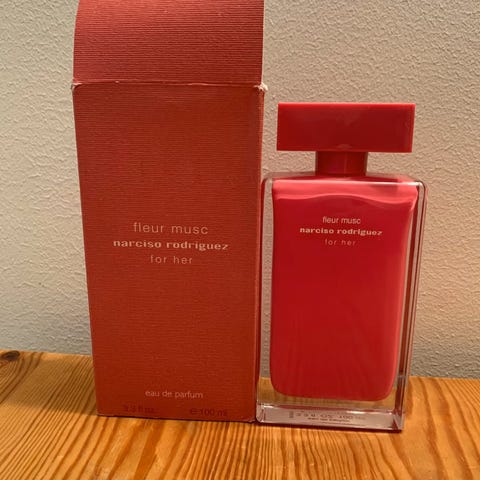 fleur musc
narciso rodriguez
for her
eau de parfum
3.3 fl.oz. e 100 ml
fleur musc
narciso rodriguez
for her